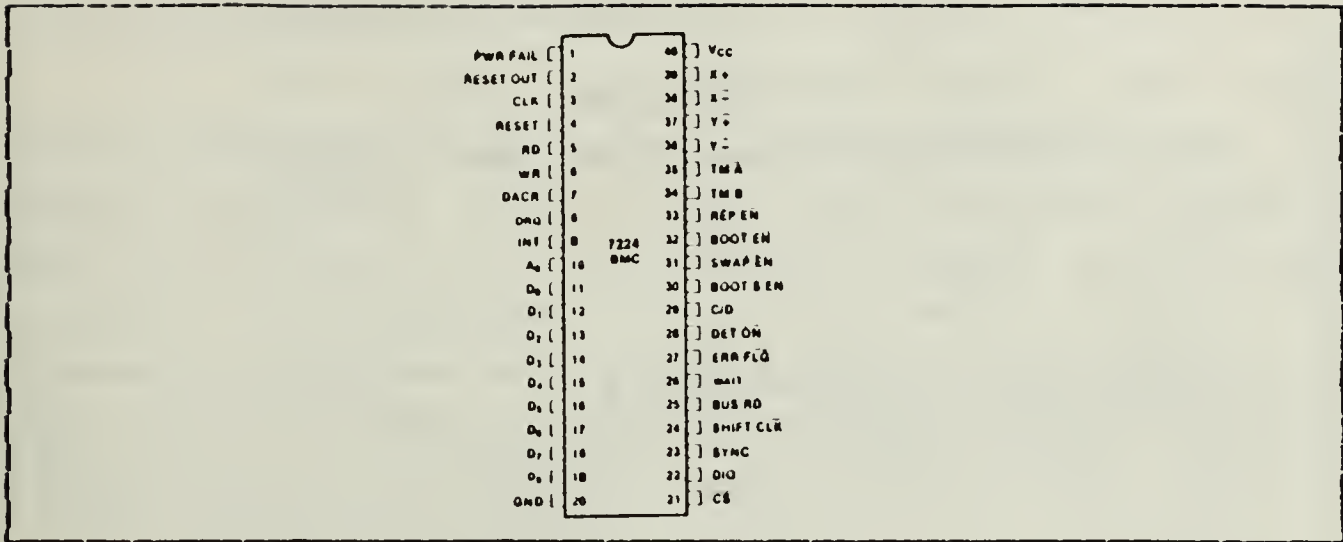 PWR FAIL 1
RESET OUT 2
CLK 3
RESET 4
RD 5
WR 6
DACR 7
DRQ 8
INT 9
A₀ 10
D₀ 11
D₁ 12
D₂ 13
D₃ 14
D₄ 15
D₅ 16
D₆ 17
D₇ 18
D₈ 19
GND 20
7224
BMC
40 VCC
39 X+
38 X-
37 Y+
36 Y-
35 TM A
34 TM B
33 REP EN
32 BOOT EN
31 SWAP EN
30 BOOT S EN
29 C/D
28 DET ON
27 ERR FLG
26 WAIT
25 BUS RD
24 SHIFT CLK
23 SYNC
22 DIO
21 CS